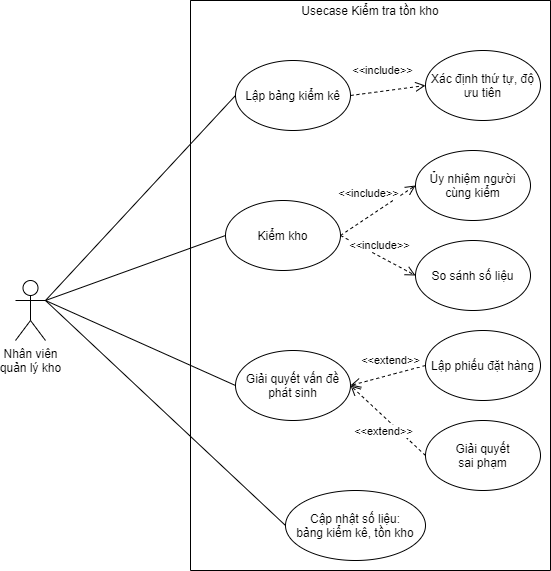 Usecase Kiểm tra tồn kho
<<include>>
Xác định thứ tự, độ
ưu tiên
Lập bảng kiểm kê
Ủy nhiệm người
cùng kiểm
<<include>>
Kiểm kho
<<include>>
So sánh số liệu
Nhân viên
quản lý kho
<<extend>>
Lập phiếu đặt hàng
Giải quyết vấn đề
phát sinh
<<extend>>
Giải quyết
sai phạm
Cập nhật số liệu:
bảng kiểm kê, tồn kho